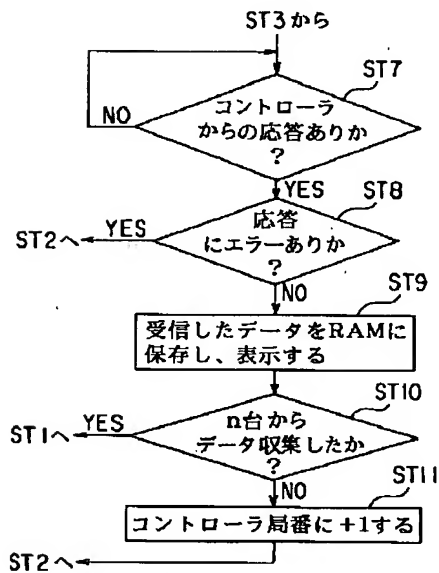 ST3から
ST7
コントローラ
からの応答ありか
?
NO
YES
ST8
応答
にエラーありか
?
YES
ST2へ
NO
ST9
受信したデータをRAMに
保存し、表示する
ST10
n台から
データ収集したか
?
YES
ST1へ
NO
ST11
コントローラ局番に+1する
ST2へ